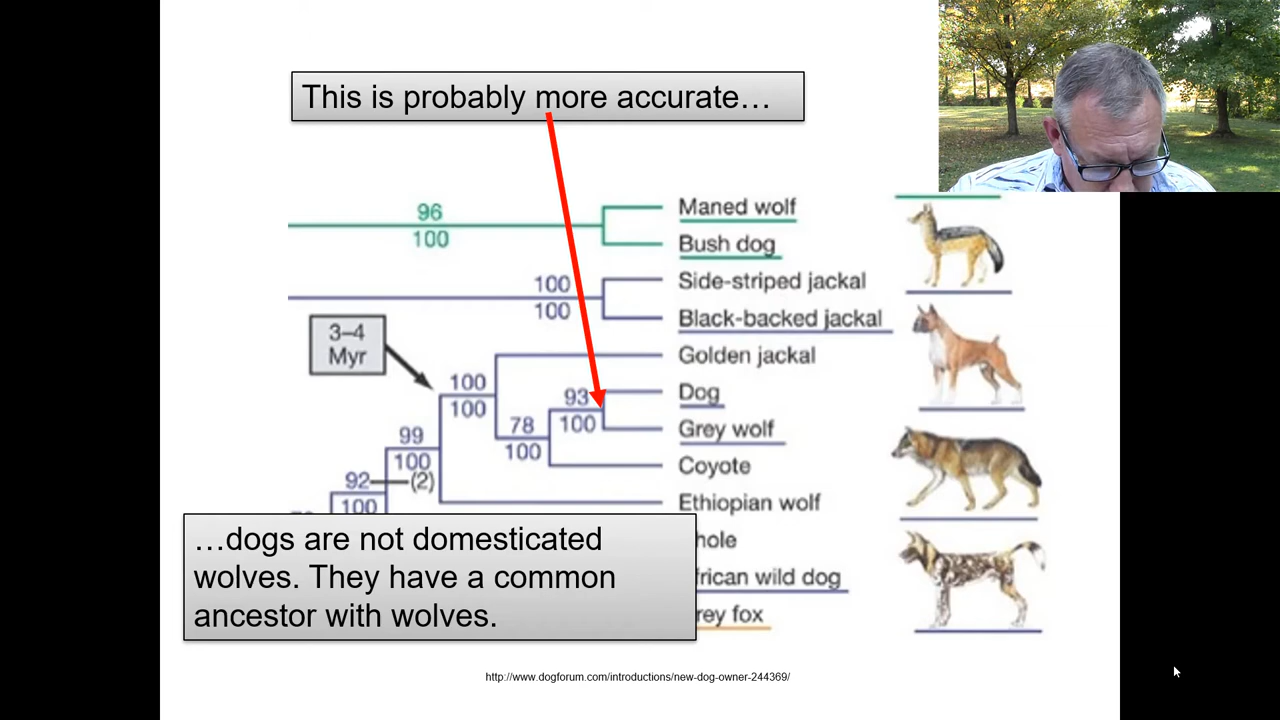 This is probably more accurate…
96
100
Maned wolf
Bush dog
100
100
Side-striped jackal
Black-backed jackal
3–4
Myr
Golden jackal
100
100
93
100
Dog
Grey wolf
78
100
Coyote
99
100
92
(2)
100
Ethiopian wolf
…dogs are not domesticated
wolves. They have a common
ancestor with wolves.
hole
frican wild dog
rey fox
http://www.dogforum.com/introductions/new-dog-owner-244369/